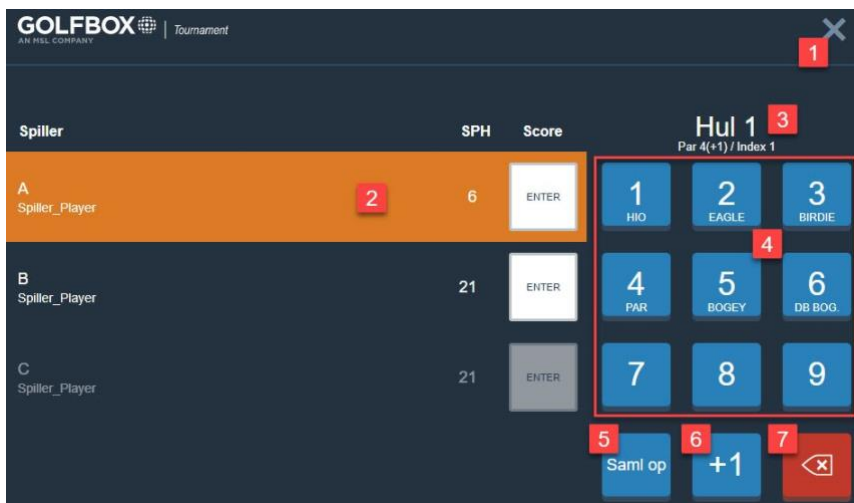 GOLFBOX | Tournament
AN MSL COMPANY
1
Spiller SPH Score
Hul 1 3
Par 4(+1) / Index 1
A
Spiller_Player
2
6
ENTER
1
HIO
2
EAGLE
3
BIRDIE
4
B
Spiller_Player
21
ENTER
4
PAR
5
BOGEY
6
DB BOG.
C
Spiller_Player
21
ENTER
7
8
9
5
Saml op
6
+1
7